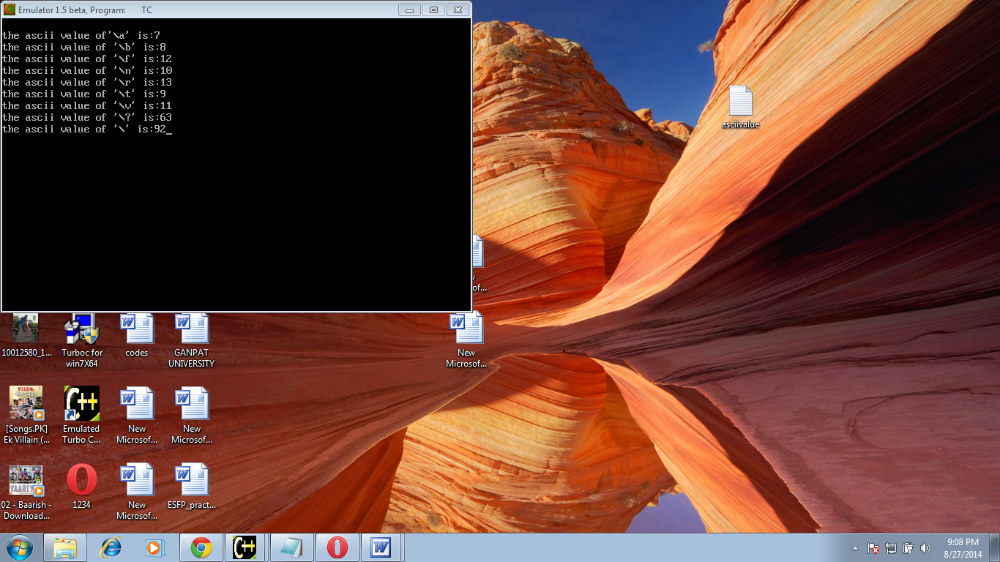 Emulator 1.5 beta, Program: TC
the ascii value of'\a' is:7
the ascii value of '\b' is:8
the ascii value of '\f' is:12
the ascii value of '\n' is:10
the ascii value of '\r' is:13
the ascii value of '\t' is:9
the ascii value of '\v' is:11
the ascii value of '\?' is:63
the ascii value of '\' is:92_
asciivalue
of...
10012580_1...
Turboc for
win7X64
codes
GANPAT
UNIVERSITY
New
Microsof...
[Songs.PK]
Ek Villain (...
Emulated
Turbo C...
New
Microsof...
New
Microsof...
02 - Baarish -
Download...
1234
New
Microsof...
ESFP_pract...
9:08 PM
8/27/2014